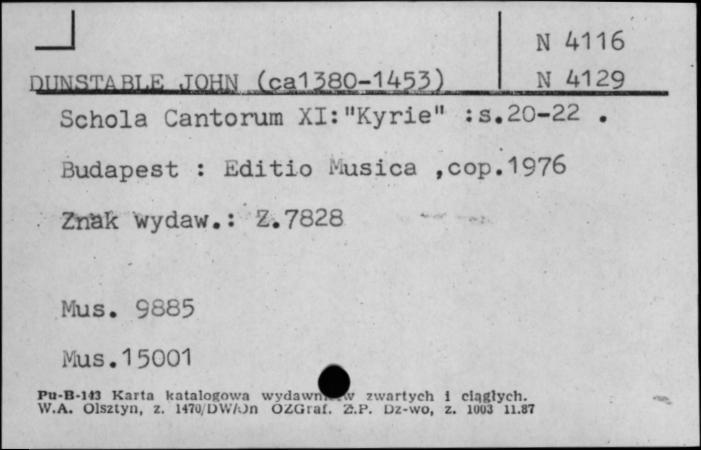 N 4116
DUNSTABLE JOHN (ca1380-1453) N 4129
Schola Cantorum XI:"Kyrie" :s.20-22 .
Budapest : Editio Musica ,cop.1976
Znak wydaw.: Z.7828
Mus. 9885
Mus.15001
Pu-B-143 Karta katalogowa zwartych i ciągłych.
W.A. Olsztyn, z. 1470/DW/Dn OZGraf. Z.P. Dz-wo, z. 1003 11.87